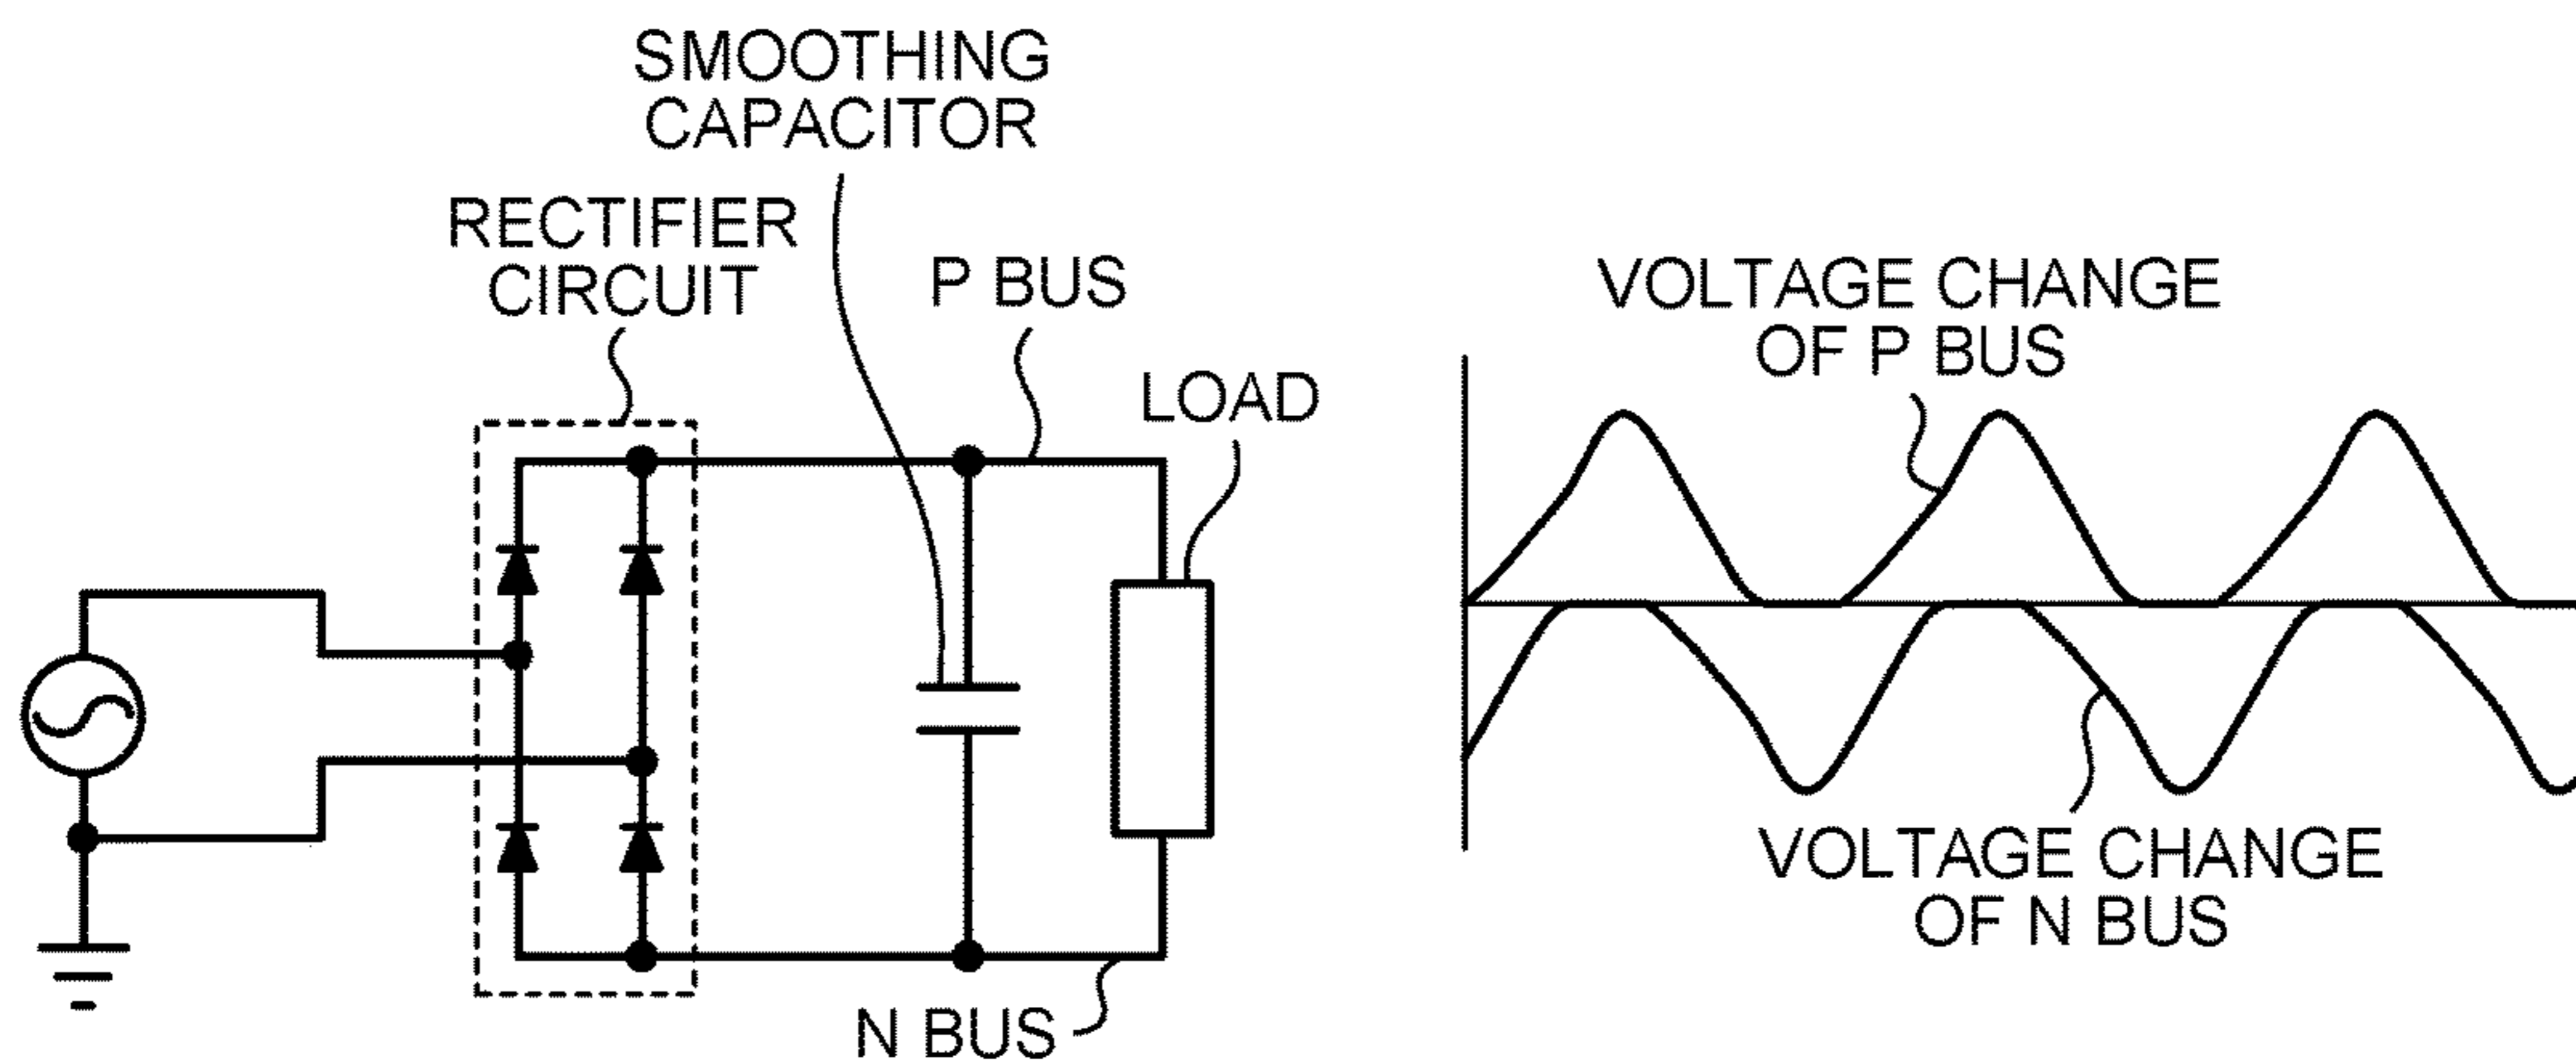 SMOOTHING
CAPACITOR
RECTIFIER
CIRCUIT
P BUS
LOAD
N BUS
VOLTAGE CHANGE
OF P BUS
VOLTAGE CHANGE
OF N BUS